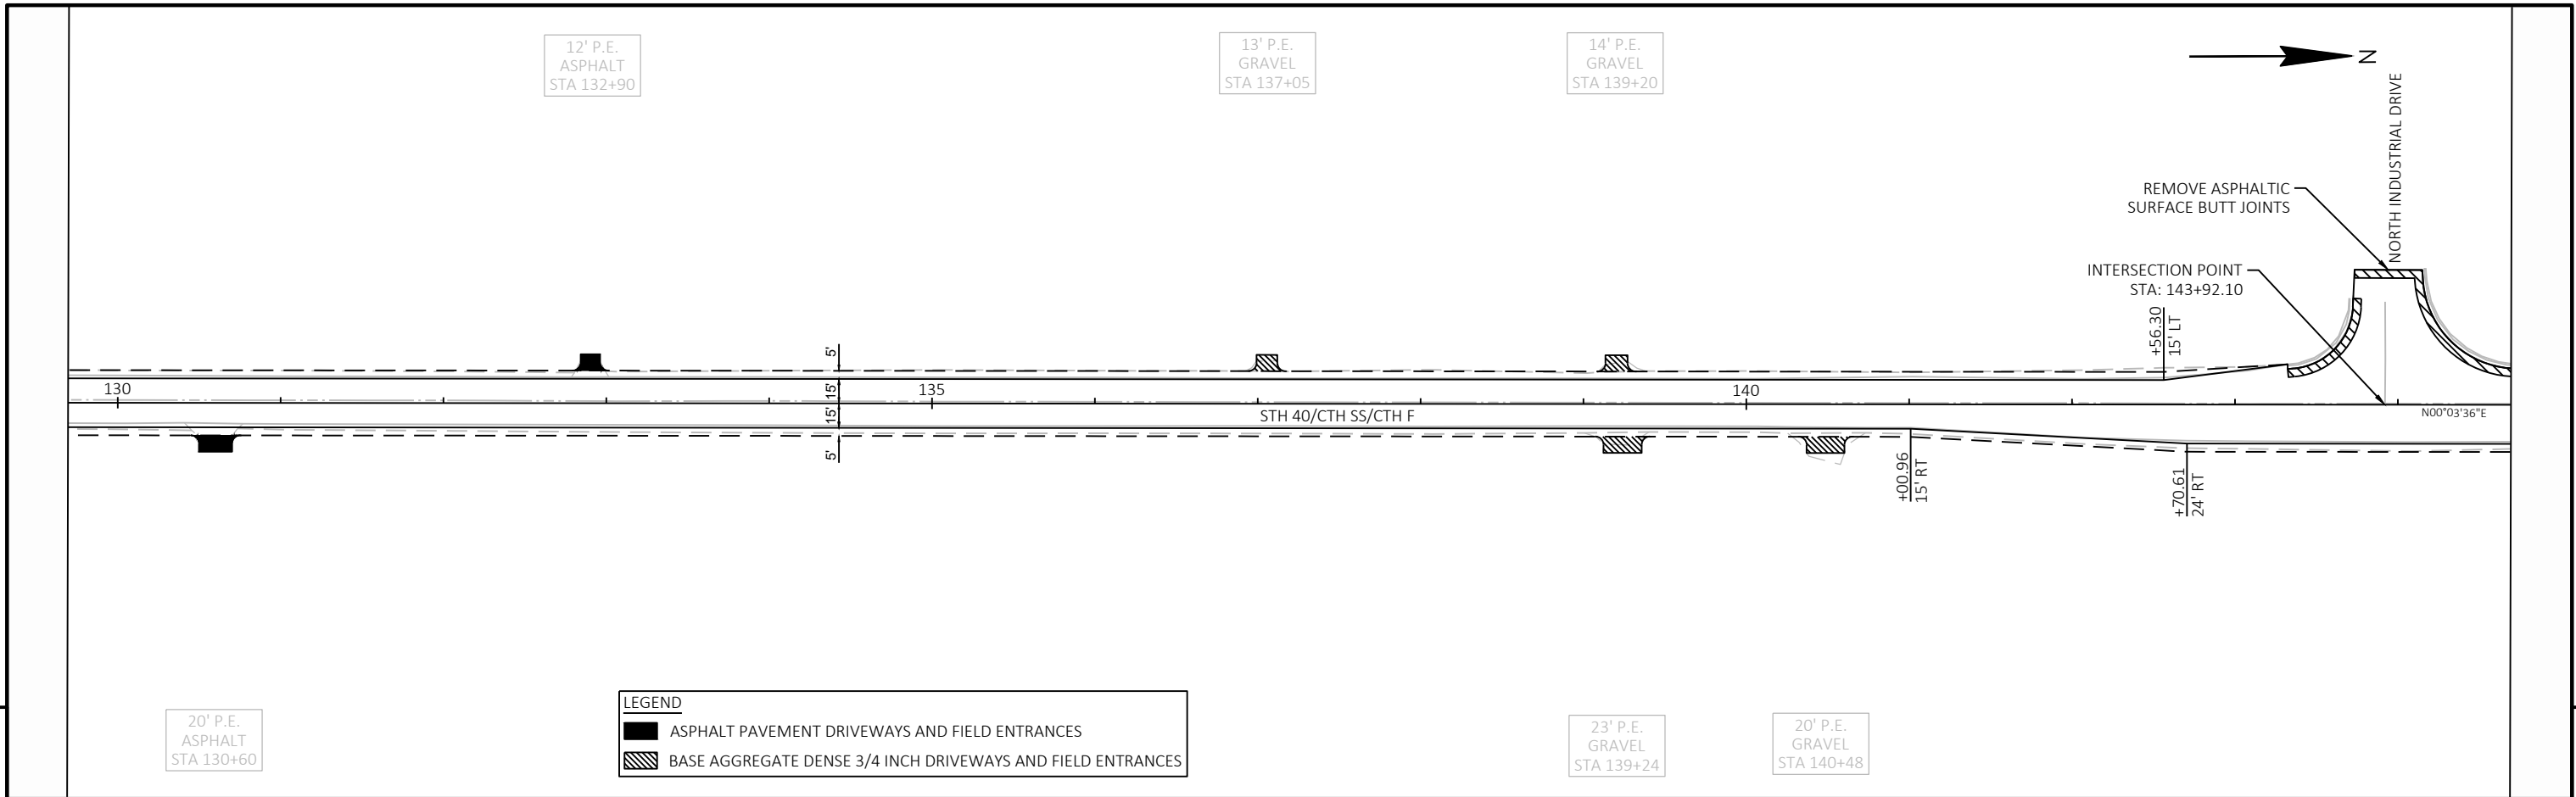 12' P.E.
ASPHALT
STA 132+90
13' P.E.
GRAVEL
STA 137+05
14' P.E.
GRAVEL
STA 139+20
N
NORTH INDUSTRIAL DRIVE
REMOVE ASPHALTIC
SURFACE BUTT JOINTS
INTERSECTION POINT
STA: 143+92.10
+56.30
15' LT
5'
15'
15'
5'
130
135
140
STH 40/CTH SS/CTH F
N00°03'36"E
+00.96
15' RT
+70.61
24' RT
20' P.E.
ASPHALT
STA 130+60
LEGEND
ASPHALT PAVEMENT DRIVEWAYS AND FIELD ENTRANCES
BASE AGGREGATE DENSE 3/4 INCH DRIVEWAYS AND FIELD ENTRANCES
23' P.E.
GRAVEL
STA 139+24
20' P.E.
GRAVEL
STA 140+48